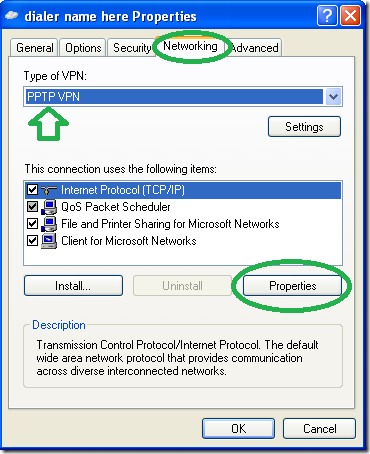 dialer name here Properties
General Options Security Networking Advanced
Type of VPN:
PPTP VPN
Settings
This connection uses the following items:
Internet Protocol (TCP/IP)
QoS Packet Scheduler
File and Printer Sharing for Microsoft Networks
Client for Microsoft Networks
Install... Uninstall Properties
Description
Transmission Control Protocol/Internet Protocol. The default
wide area network protocol that provides communication
across diverse interconnected networks.
OK Cancel